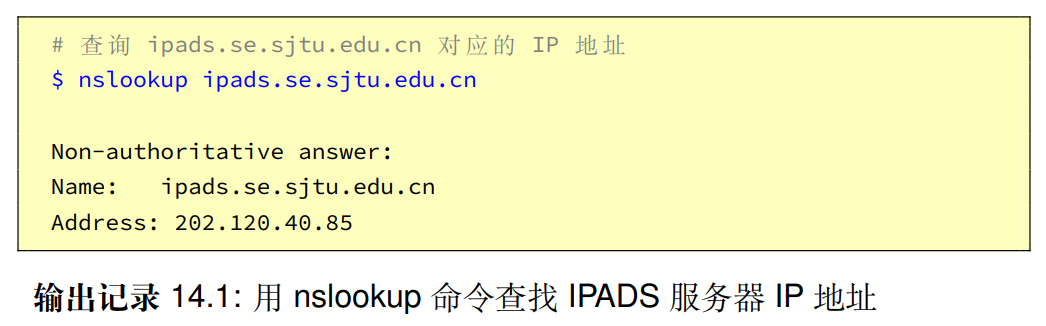 # 查询 ipads.se.sjtu.edu.cn 对应的 IP 地址
$ nslookup ipads.se.sjtu.edu.cn
Non-authoritative answer:
Name:   ipads.se.sjtu.edu.cn
Address: 202.120.40.85
输出记录 14.1: 用 nslookup 命令查找 IPADS 服务器 IP 地址